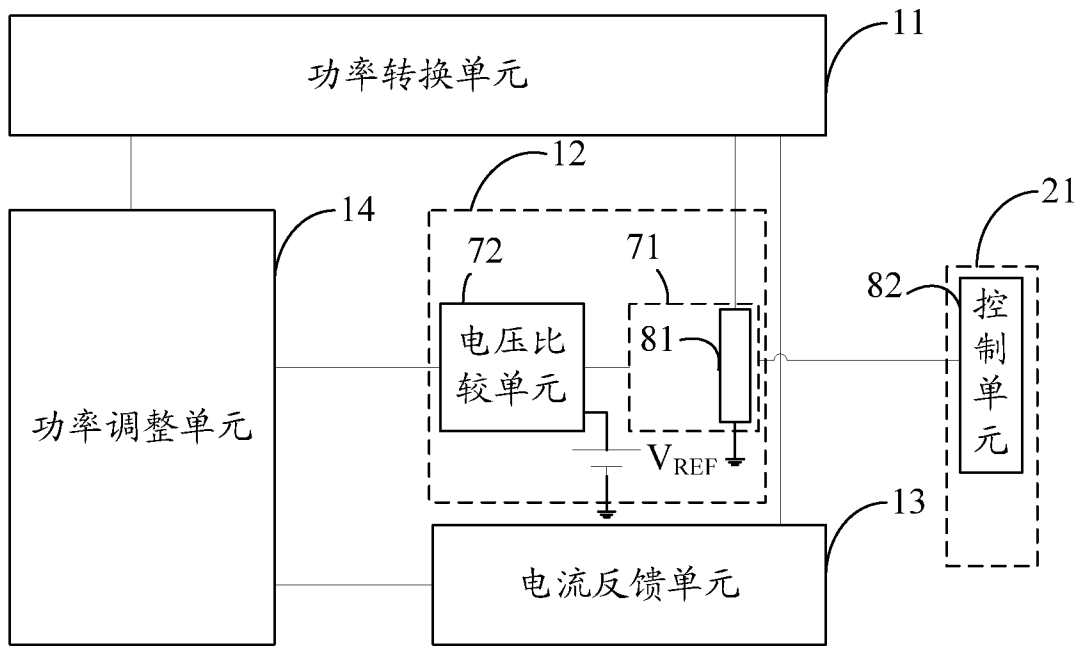 11
功率转换单元
12
14
21
72
71
82
电压比
较单元
81
控
制
单
元
功率调整单元
VREF
13
电流反馈单元